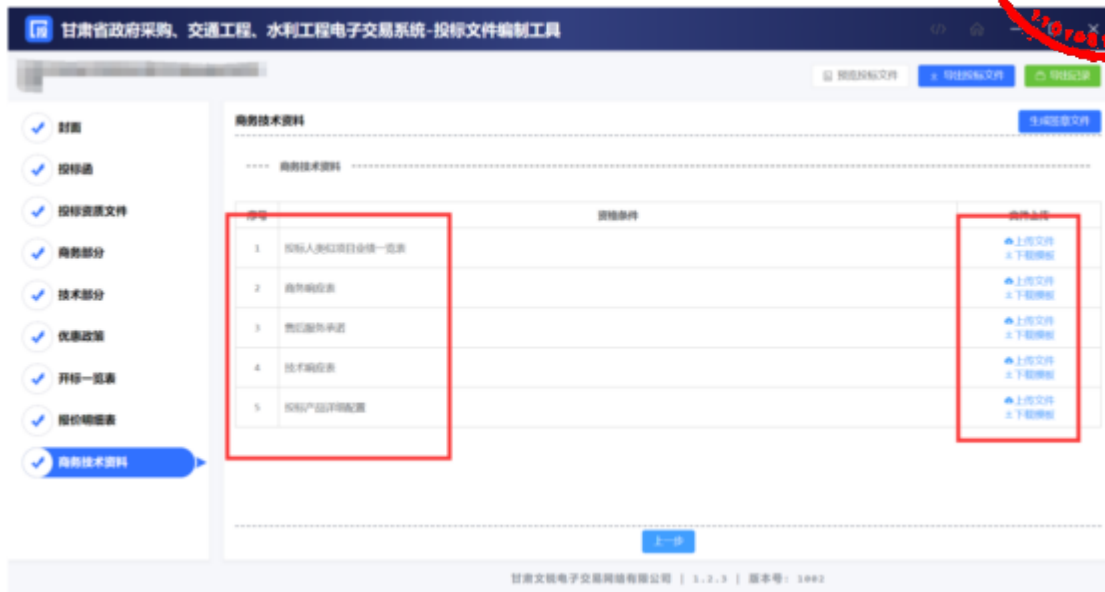 甘肃省政府采购、交通工程、水利工程电子交易系统-投标文件编制工具
预览投标文件 导出投标文件 导出记录
封面
投标函
投标资质文件
商务部分
技术部分
优惠政策
开标一览表
报价明细表
商务技术资料
商务技术资料 生成签章文件
商务技术资料
序号 资格条件 文件上传
1 投标人类似项目业绩一览表 上传文件
下载模板
2 商务响应表 上传文件
下载模板
3 售后服务承诺 上传文件
下载模板
4 技术响应表 上传文件
下载模板
5 投标产品详细配置 上传文件
下载模板
上一步
甘肃文锐电子交易网络有限公司 | 1.2.3 | 版本号: 1002